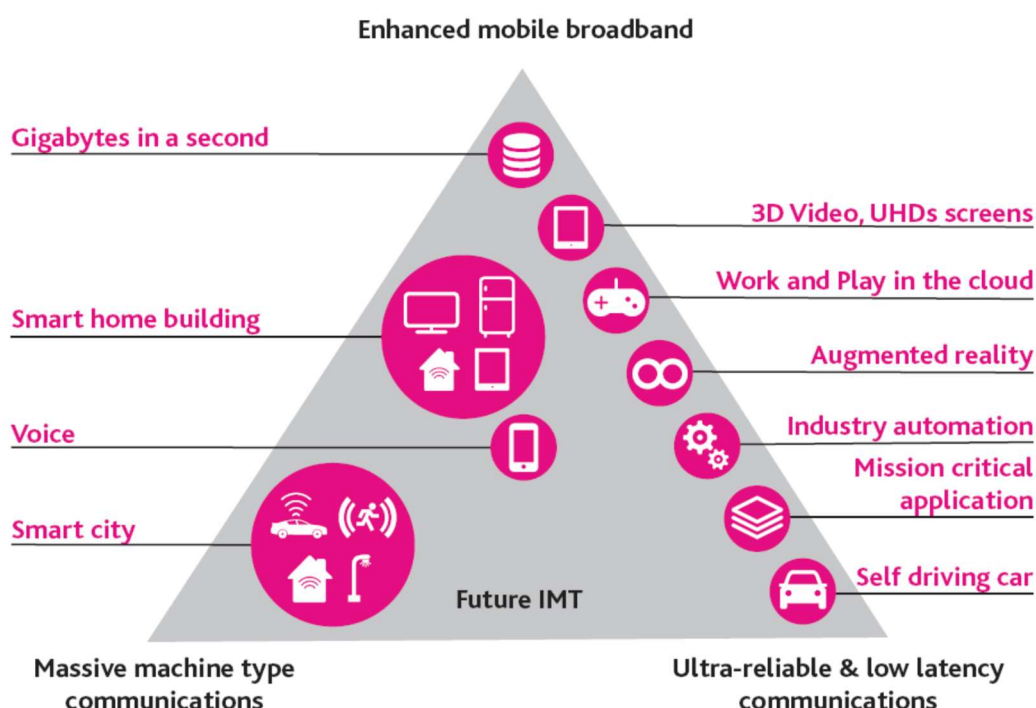 Enhanced mobile broadband
Gigabytes in a second
3D Video, UHDs screens
Work and Play in the cloud
Smart home building
Augmented reality
Voice
Industry automation
Mission critical
application
Smart city
Self driving car
Future IMT
Massive machine type
communications
Ultra-reliable & low latency
communications